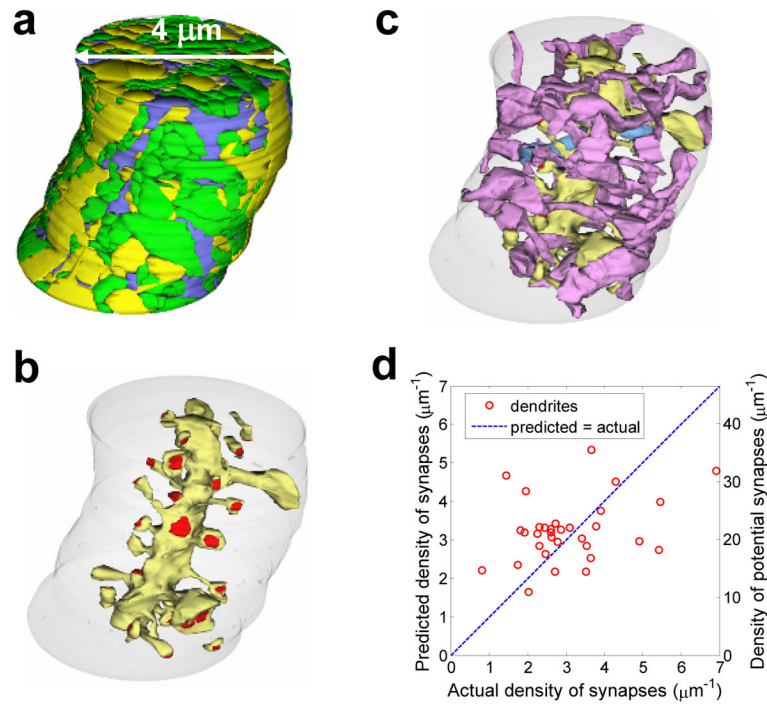 a
4 μm
b
c
d
Predicted density of synapses (μm⁻¹)
7
6
5
4
3
2
1
0
dendrites
predicted = actual
40
30
20
10
0
Density of potential synapses (μm⁻¹)
0 1 2 3 4 5 6 7
Actual density of synapses (μm⁻¹)